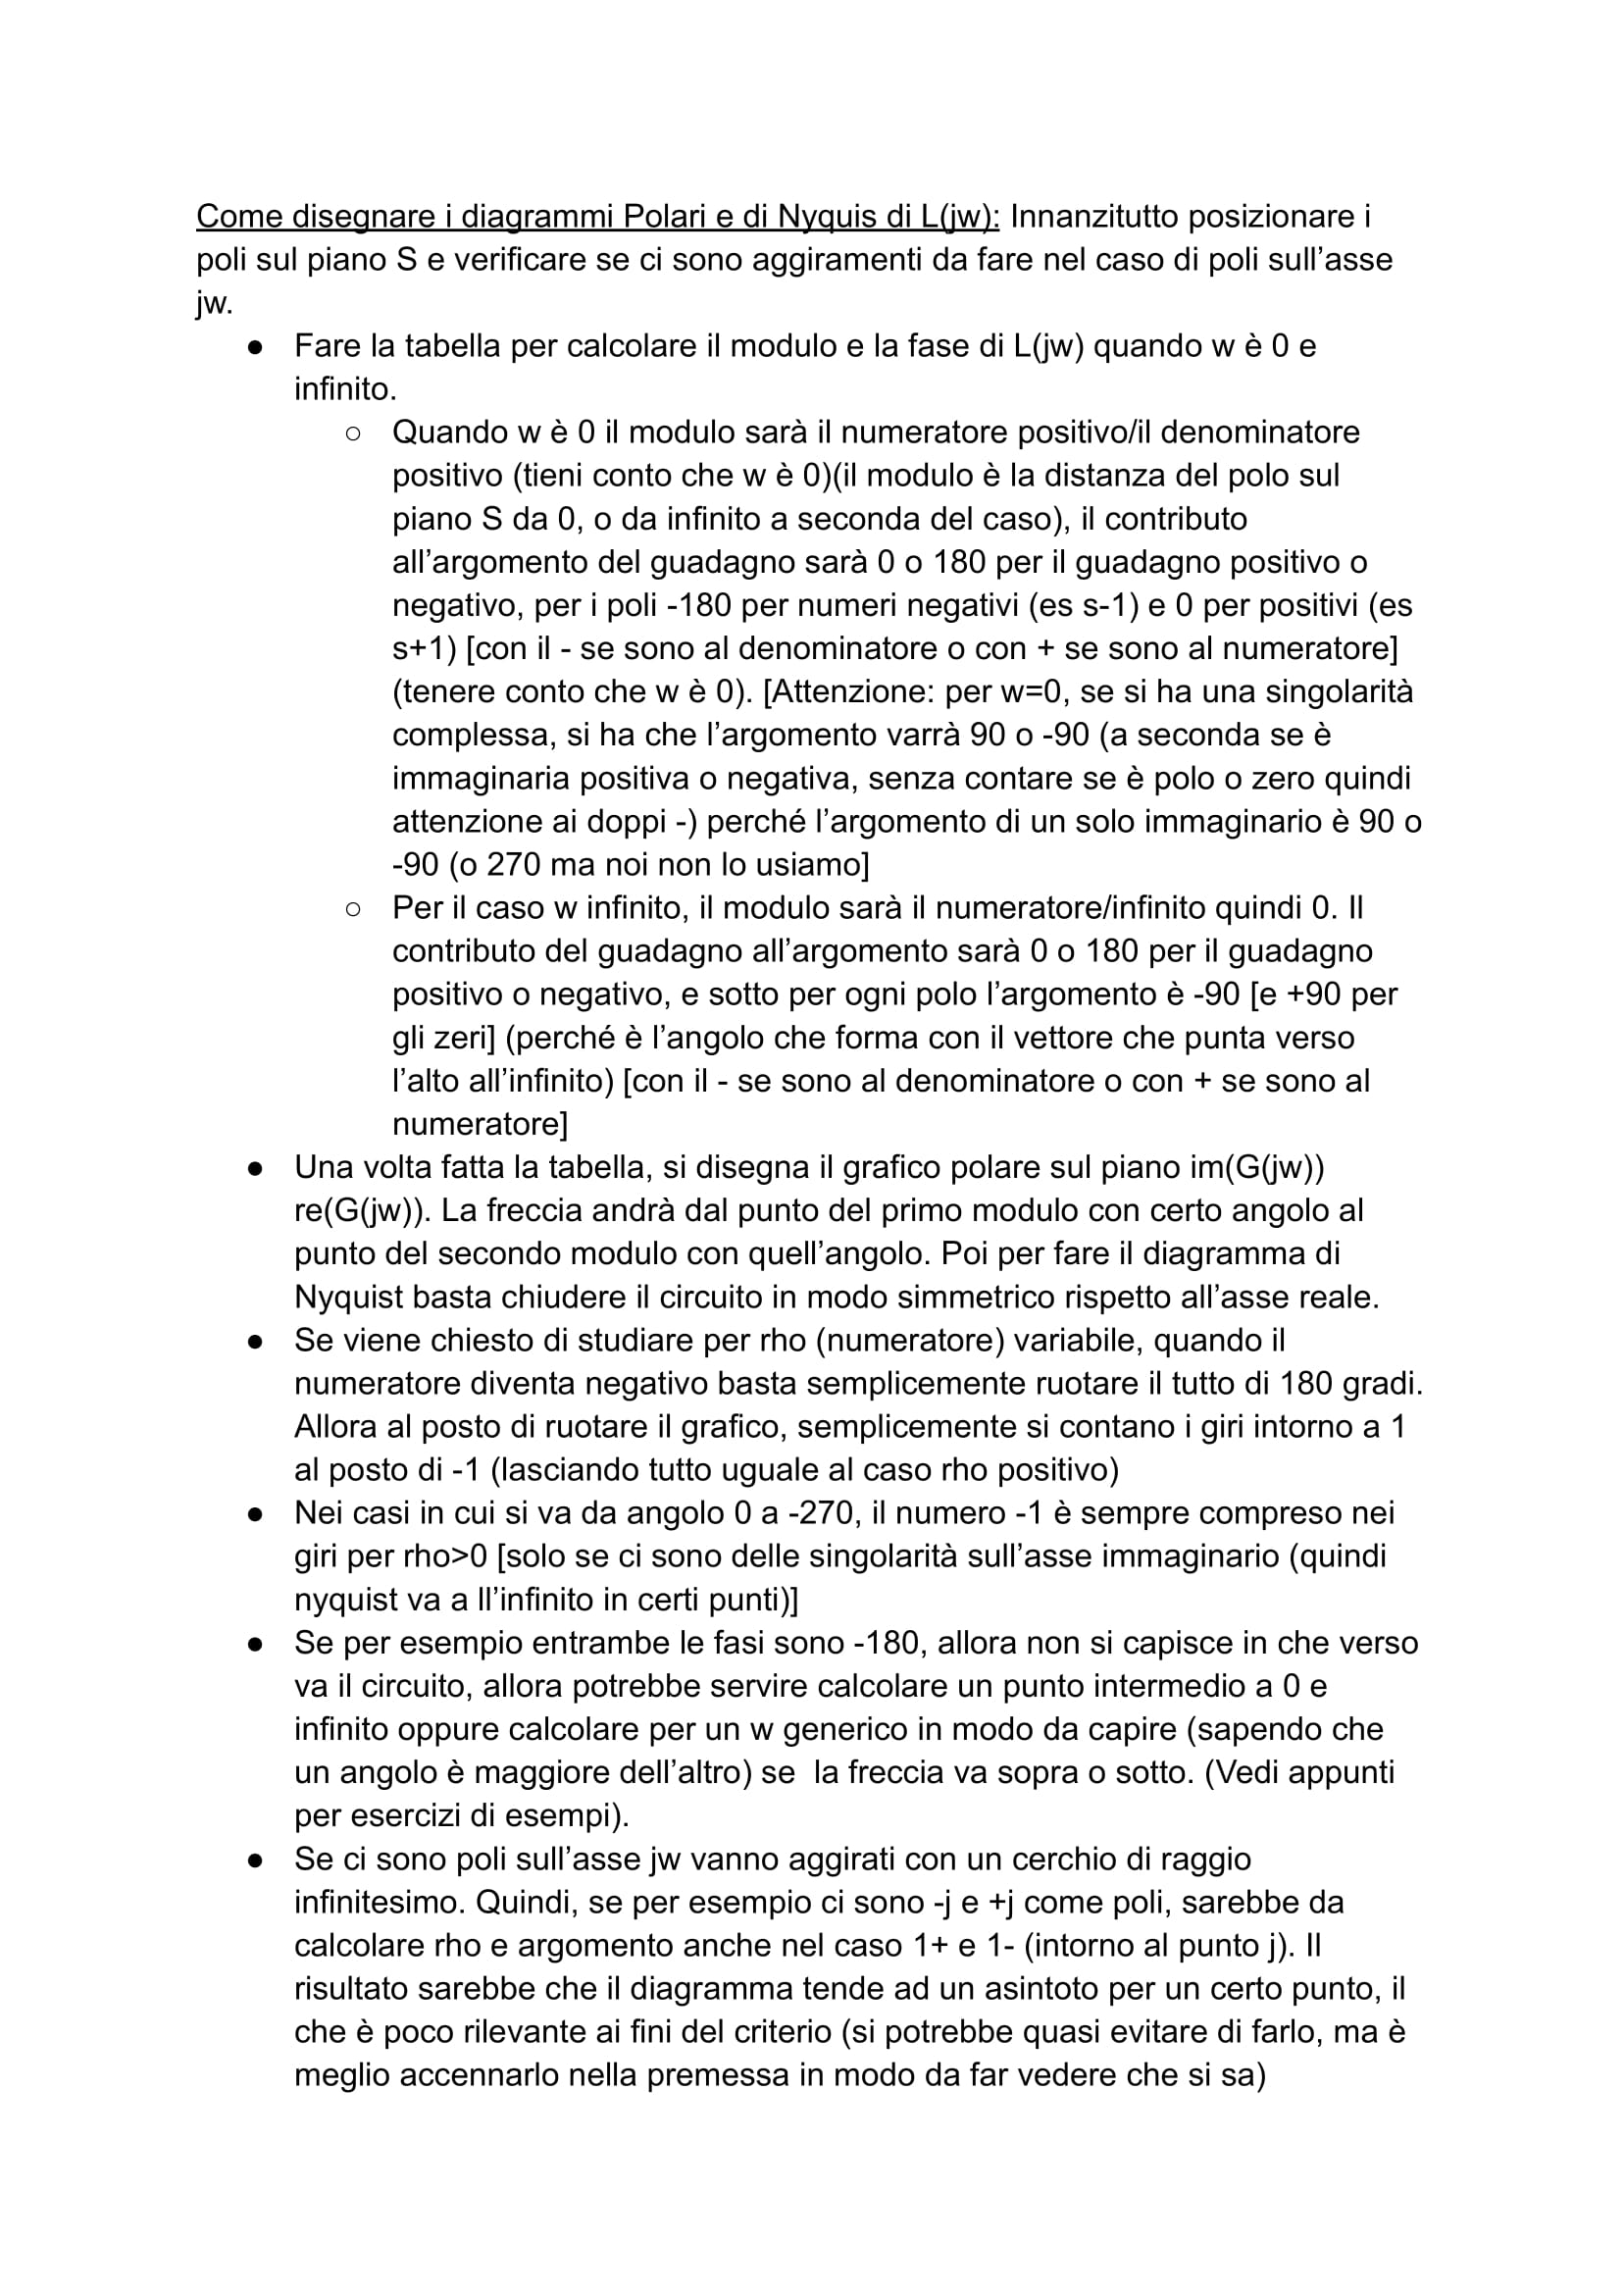 Come disegnare i diagrammi Polari e di Nyquis di L(jw): Innanzitutto posizionare i
poli sul piano S e verificare se ci sono aggiramenti da fare nel caso di poli sull’asse
jw.
● Fare la tabella per calcolare il modulo e la fase di L(jw) quando w è 0 e
infinito.
○ Quando w è 0 il modulo sarà il numeratore positivo/il denominatore
positivo (tieni conto che w è 0)(il modulo è la distanza del polo sul
piano S da 0, o da infinito a seconda del caso), il contributo
all’argomento del guadagno sarà 0 o 180 per il guadagno positivo o
negativo, per i poli -180 per numeri negativi (es s-1) e 0 per positivi (es
s+1) [con il - se sono al denominatore o con + se sono al numeratore]
(tenere conto che w è 0). [Attenzione: per w=0, se si ha una singolarità
complessa, si ha che l’argomento varrà 90 o -90 (a seconda se è
immaginaria positiva o negativa, senza contare se è polo o zero quindi
attenzione ai doppi -) perché l’argomento di un solo immaginario è 90 o
-90 (o 270 ma noi non lo usiamo]
○ Per il caso w infinito, il modulo sarà il numeratore/infinito quindi 0. Il
contributo del guadagno all’argomento sarà 0 o 180 per il guadagno
positivo o negativo, e sotto per ogni polo l’argomento è -90 [e +90 per
gli zeri] (perché è l’angolo che forma con il vettore che punta verso
l’alto all’infinito) [con il - se sono al denominatore o con + se sono al
numeratore]
● Una volta fatta la tabella, si disegna il grafico polare sul piano im(G(jw))
re(G(jw)). La freccia andrà dal punto del primo modulo con certo angolo al
punto del secondo modulo con quell’angolo. Poi per fare il diagramma di
Nyquist basta chiudere il circuito in modo simmetrico rispetto all’asse reale.
● Se viene chiesto di studiare per rho (numeratore) variabile, quando il
numeratore diventa negativo basta semplicemente ruotare il tutto di 180 gradi.
Allora al posto di ruotare il grafico, semplicemente si contano i giri intorno a 1
al posto di -1 (lasciando tutto uguale al caso rho positivo)
● Nei casi in cui si va da angolo 0 a -270, il numero -1 è sempre compreso nei
giri per rho>0 [solo se ci sono delle singolarità sull’asse immaginario (quindi
nyquist va a ll’infinito in certi punti)]
● Se per esempio entrambe le fasi sono -180, allora non si capisce in che verso
va il circuito, allora potrebbe servire calcolare un punto intermedio a 0 e
infinito oppure calcolare per un w generico in modo da capire (sapendo che
un angolo è maggiore dell’altro) se  la freccia va sopra o sotto. (Vedi appunti
per esercizi di esempi).
● Se ci sono poli sull’asse jw vanno aggirati con un cerchio di raggio
infinitesimo. Quindi, se per esempio ci sono -j e +j come poli, sarebbe da
calcolare rho e argomento anche nel caso 1+ e 1- (intorno al punto j). Il
risultato sarebbe che il diagramma tende ad un asintoto per un certo punto, il
che è poco rilevante ai fini del criterio (si potrebbe quasi evitare di farlo, ma è
meglio accennarlo nella premessa in modo da far vedere che si sa)